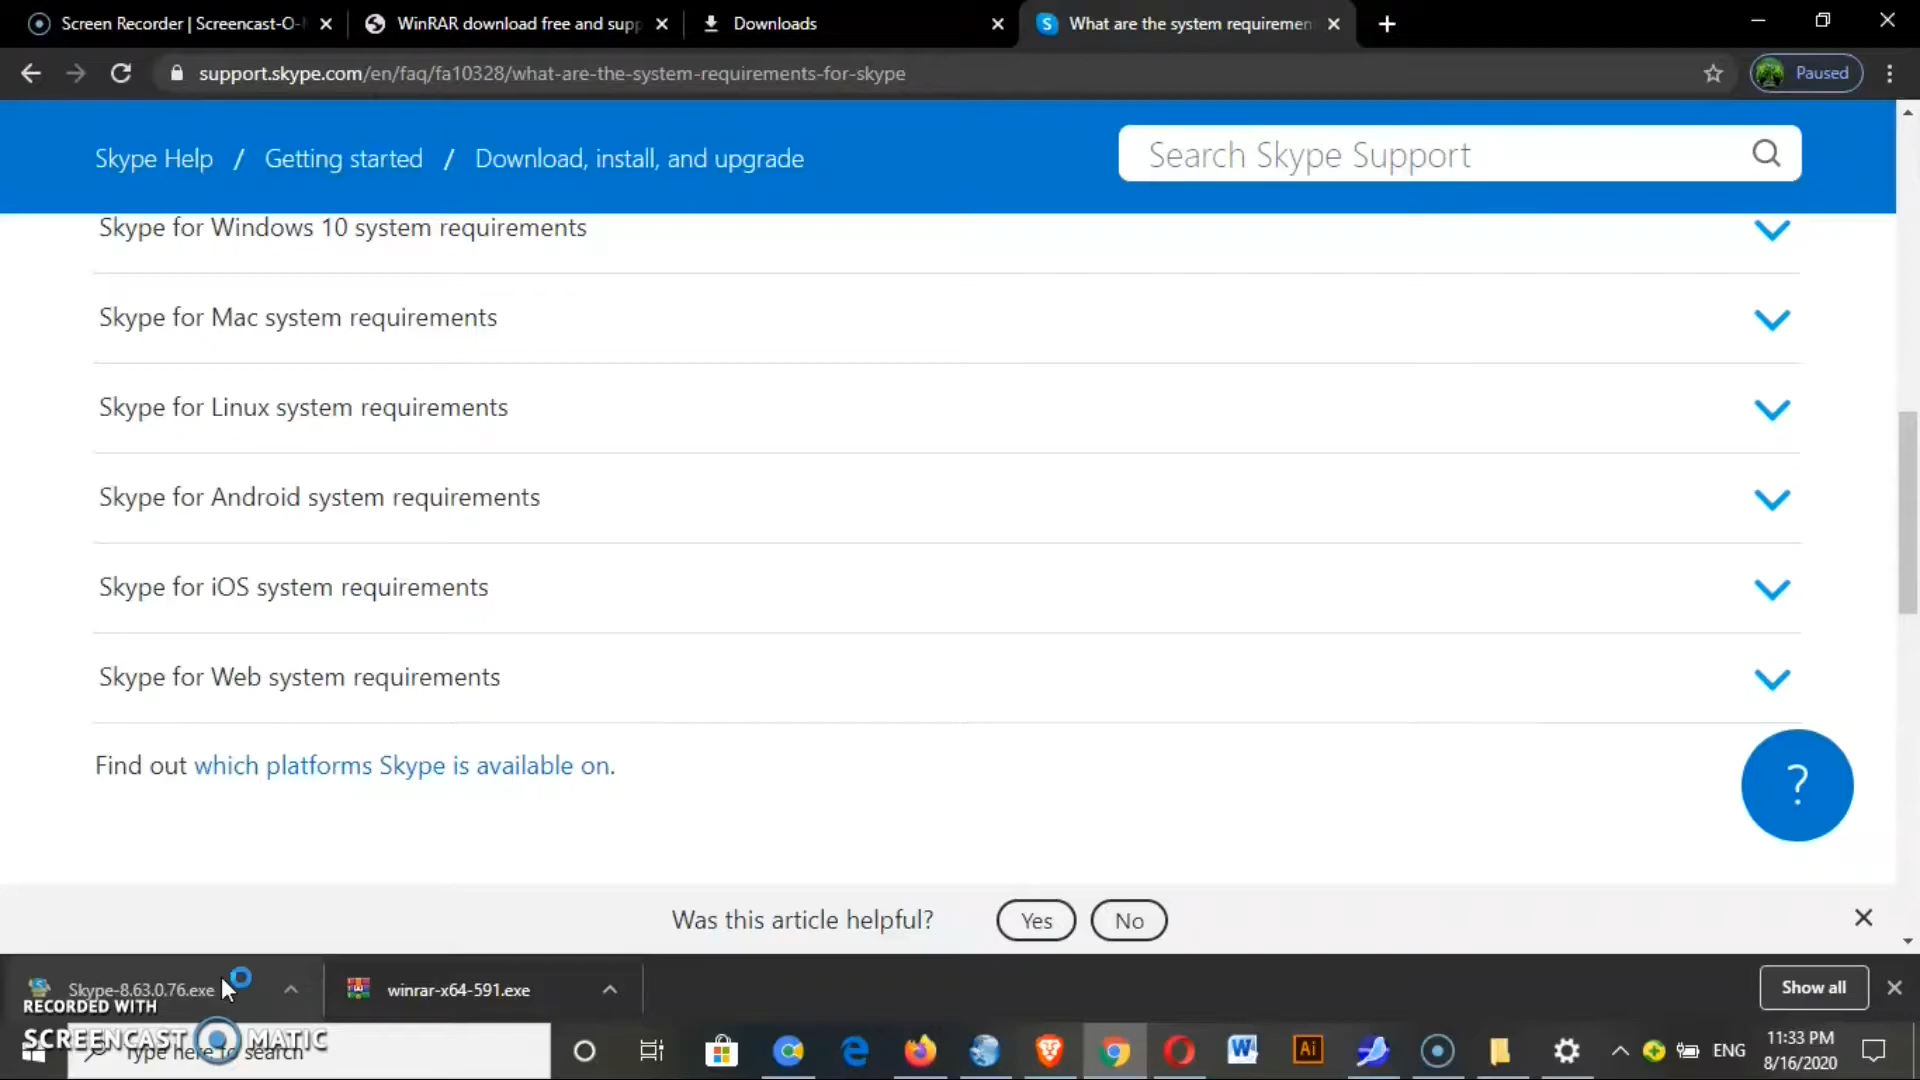 Screen Recorder | Screencast-O-
WinRAR download free and supp
Downloads
What are the system requiremen
support.skype.com/en/faq/fa10328/what-are-the-system-requirements-for-skype
Paused
Skype Help / Getting started / Download, install, and upgrade
Search Skype Support
Skype for Windows 10 system requirements
Skype for Mac system requirements
Skype for Linux system requirements
Skype for Android system requirements
Skype for iOS system requirements
Skype for Web system requirements
Find out which platforms Skype is available on.
?
Was this article helpful?
Yes
No
Skype-8.63.0.76.exe
winrar-x64-591.exe
Show all
RECORDED WITH
SCREENCAST MATIC
Type here to search
ENG
11:33 PM
8/16/2020